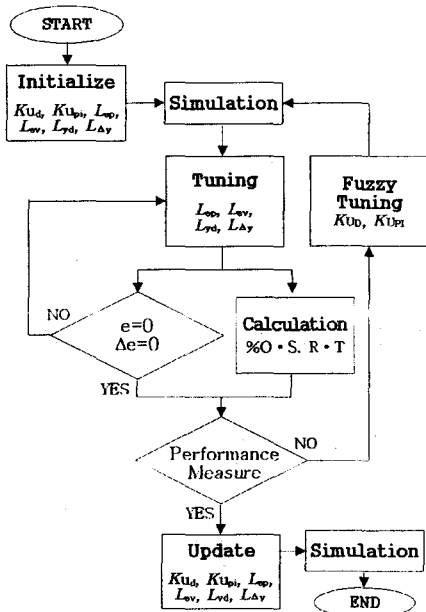 START
Initialize
Kud, Kupi, Lep,
Lev, Lyd, LΔy
Simulation
Tuning
Lep, Lev,
Lyd, LΔy
Fuzzy
Tuning
KUD, KUPI
NO
e=0
Δe=0
Calculation
%O·S. R·T
YES
Performance
Measure
NO
YES
Update
Kud, Kupi, Lep,
Lev, Lyd, LΔy
Simulation
END